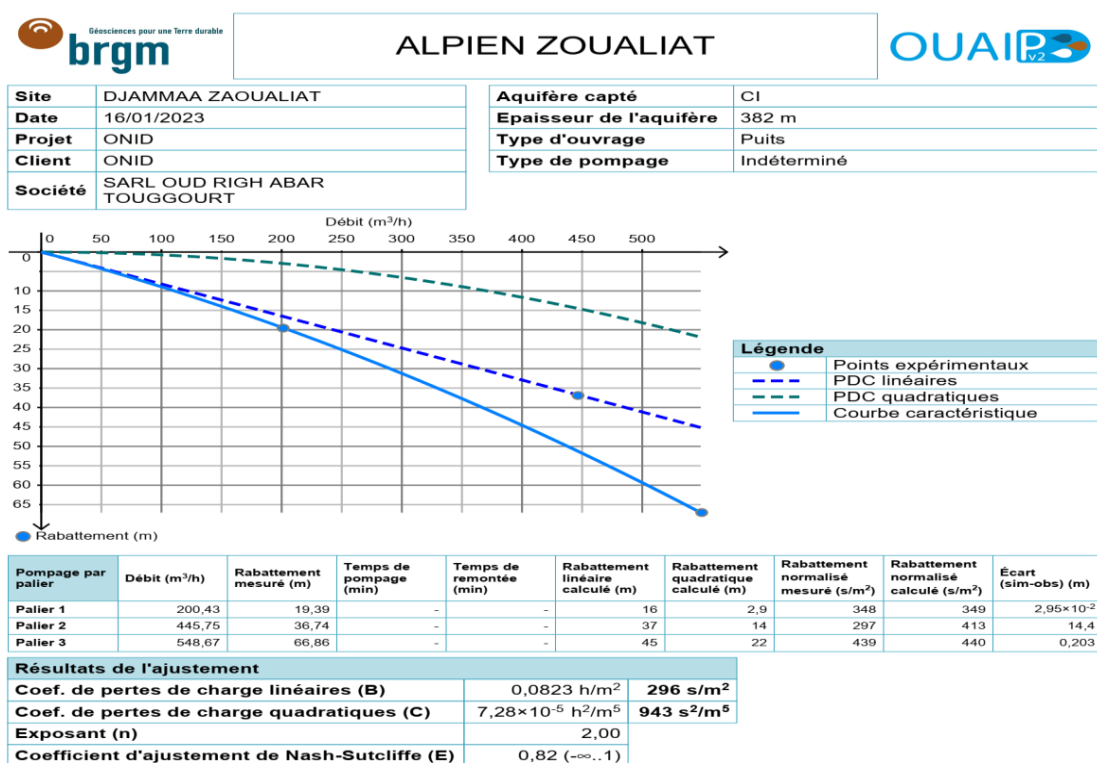 Géosciences pour une Terre durable
brgm
ALPIEN ZOUALIAT
OUAIP v2
Site DJAMMAA ZAOUALIAT
Date 16/01/2023
Projet ONID
Client ONID
Société SARL OUD RIGH ABAR
TOUGGOURT
Aquifère capté CI
Epaisseur de l'aquifère 382 m
Type d'ouvrage Puits
Type de pompage Indéterminé
Débit (m³/h)
0 50 100 150 200 250 300 350 400 450 500
0
10
15
20
25
30
35
40
45
50
55
60
65
Rabattement (m)
Légende
Points expérimentaux
PDC linéaires
PDC quadratiques
Courbe caractéristique
Pompage par palier Débit (m³/h) Rabattement mesuré (m) Temps de pompage (min) Temps de remontée (min) Rabattement linéaire calculé (m) Rabattement quadratique calculé (m) Rabattement normalisé mesuré (s/m²) Rabattement normalisé calculé (s/m²) Écart (sim-obs) (m)
Palier 1 200,43 19,39 - - 16 2,9 348 349 2,95×10⁻²
Palier 2 445,75 36,74 - - 37 14 297 413 14,4
Palier 3 548,67 66,86 - - 45 22 439 440 0,203
Résultats de l'ajustement
Coef. de pertes de charge linéaires (B) 0,0823 h/m² 296 s/m²
Coef. de pertes de charge quadratiques (C) 7,28×10⁻⁵ h²/m⁵ 943 s²/m⁵
Exposant (n) 2,00
Coefficient d'ajustement de Nash-Sutcliffe (E) 0,82 (-∞..1)